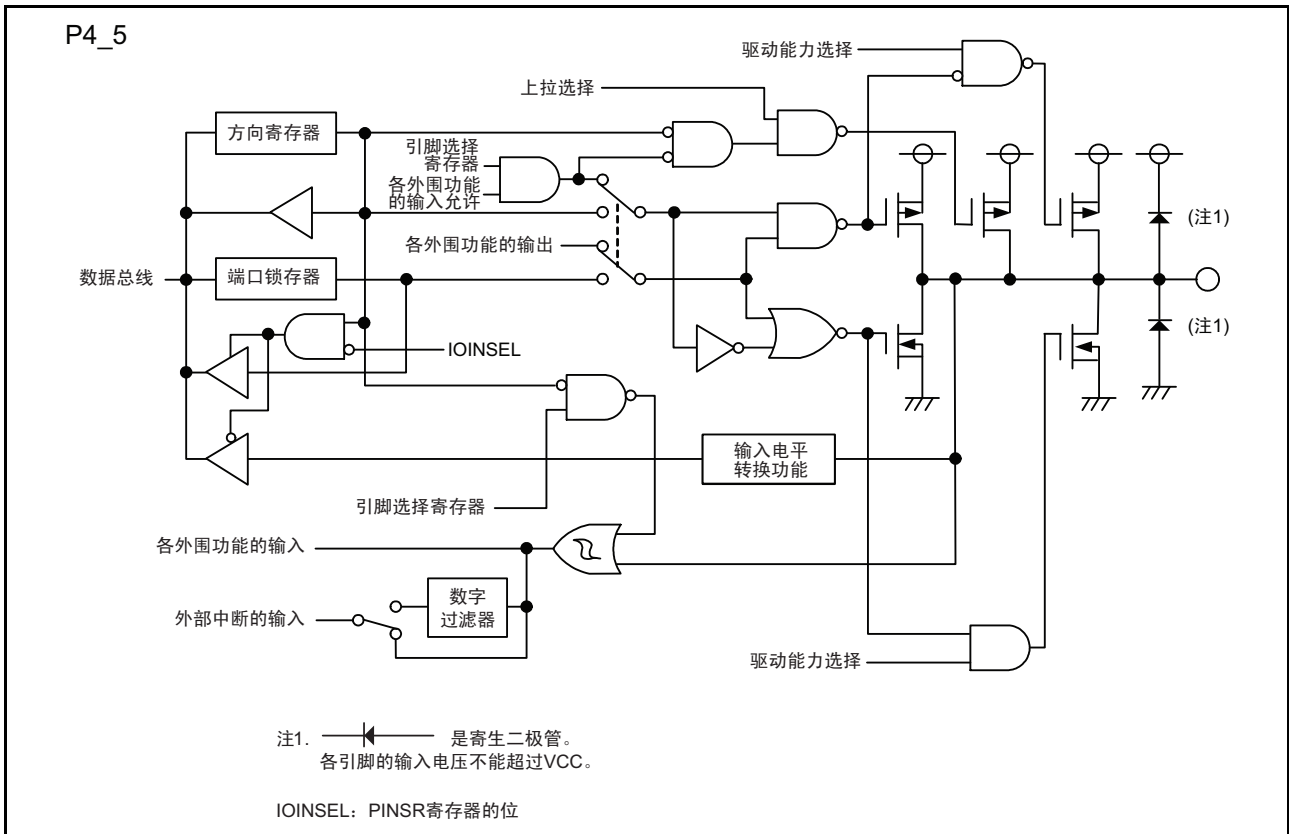 P4_5
驱动能力选择
上拉选择
方向寄存器
引脚选择
寄存器
各外围功能
的输入允许
(注1)
各外围功能的输出
数据总线
端口锁存器
(注1)
IOINSEL
输入电平
转换功能
引脚选择寄存器
各外围功能的输入
数字
过滤器
外部中断的输入
驱动能力选择
注1. 是寄生二极管。
各引脚的输入电压不能超过VCC。
IOINSEL：PINSR寄存器的位